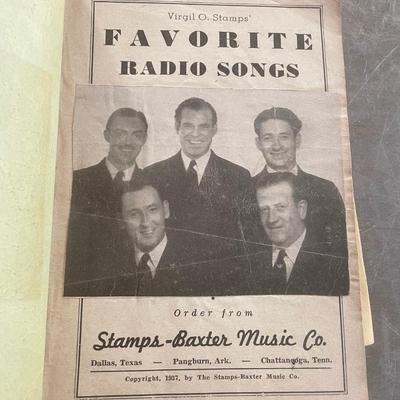 Virgil O. Stamps'
FAVORITE
RADIO SONGS
Order from
Stamps-Baxter Music Co.
Dallas, Texas — Pangburn, Ark. — Chattanooga, Tenn.
Copyright, 1937, by The Stamps-Baxter Music Co.